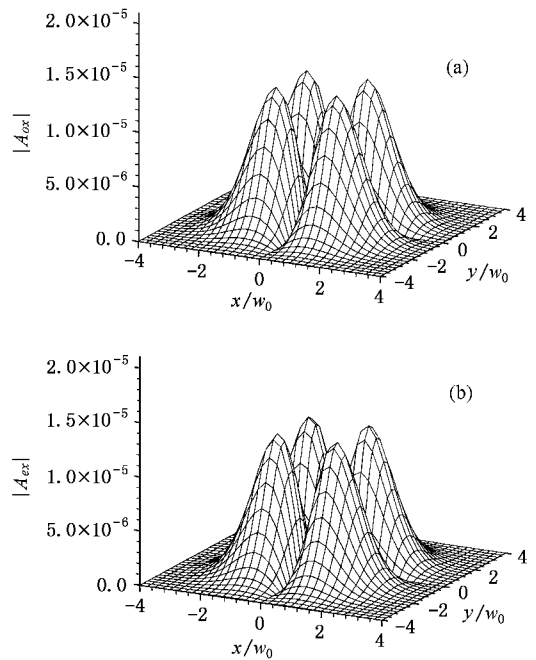 2.0×10⁻⁵
(a)
1.5×10⁻⁵
|Aₒₓ|
1.0×10⁻⁵
5.0×10⁻⁶
0.0
−4 −2 0 2 4
x/w₀
−4 −2 0 2 4
y/w₀
2.0×10⁻⁵
(b)
1.5×10⁻⁵
|Aₑₓ|
1.0×10⁻⁵
5.0×10⁻⁶
0.0
−4 −2 0 2 4
x/w₀
−4 −2 0 2 4
y/w₀